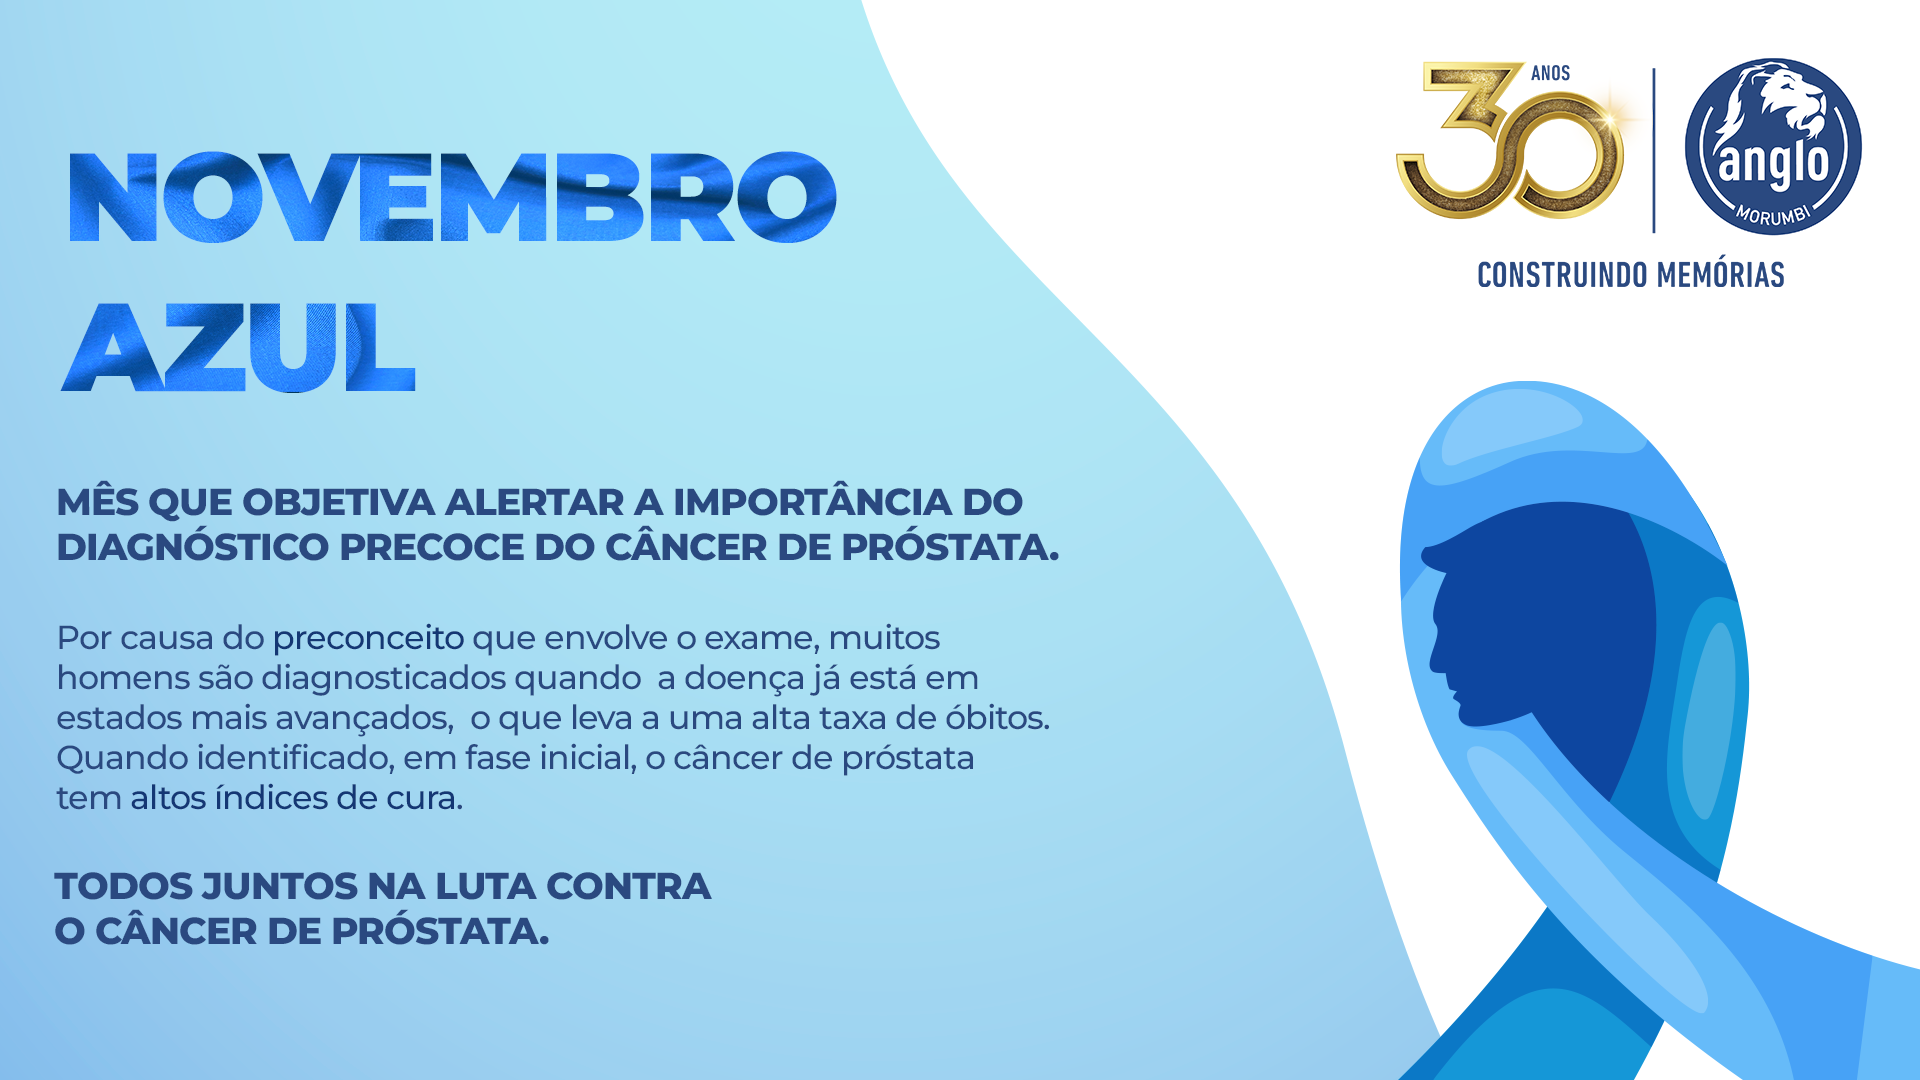 NOVEMBRO
AZUL
30 ANOS
anglo
MORUMBI
CONSTRUINDO MEMÓRIAS
MÊS QUE OBJETIVA ALERTAR A IMPORTÂNCIA DO
DIAGNÓSTICO PRECOCE DO CÂNCER DE PRÓSTATA.
Por causa do preconceito que envolve o exame, muitos
homens são diagnosticados quando  a doença já está em
estados mais avançados,  o que leva a uma alta taxa de óbitos.
Quando identificado, em fase inicial, o câncer de próstata
tem altos índices de cura.
TODOS JUNTOS NA LUTA CONTRA
O CÂNCER DE PRÓSTATA.